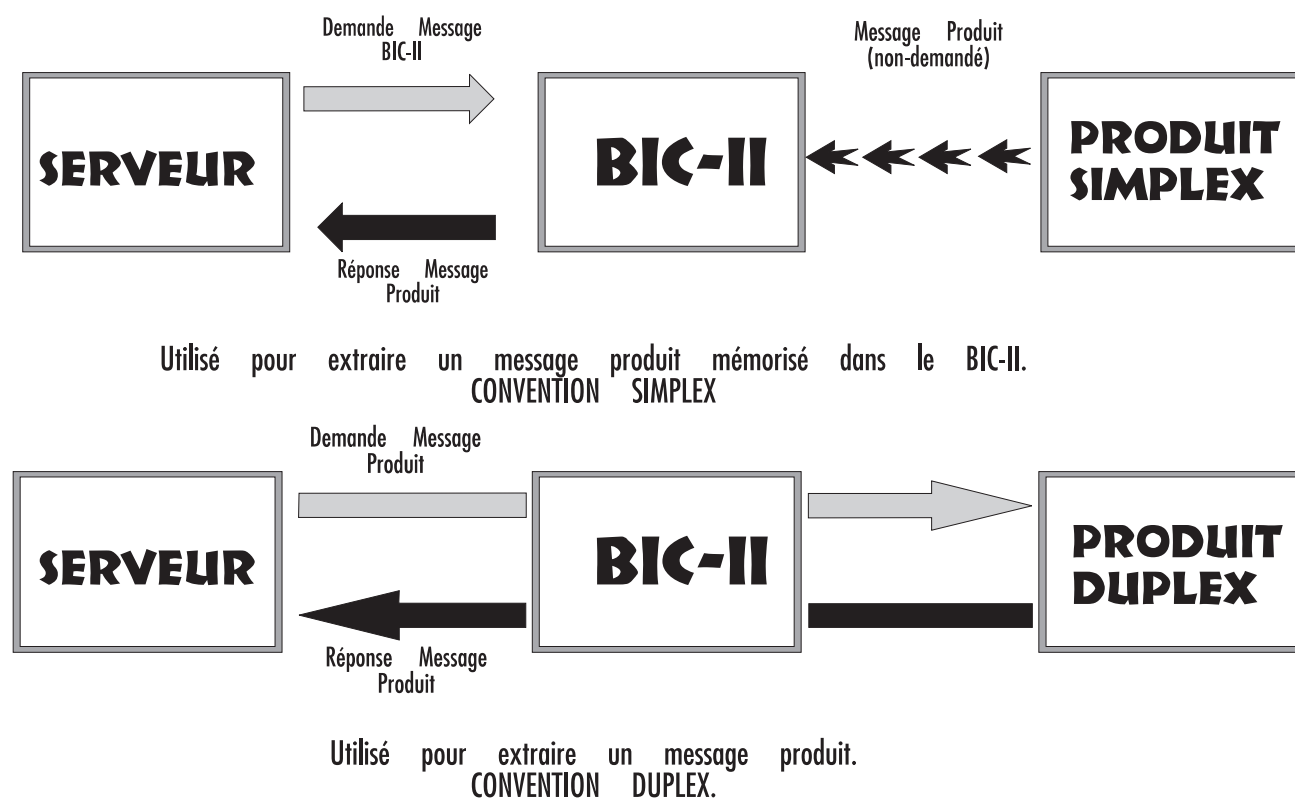 Demande Message
BIC-II
Message Produit
(non-demandé)
SERVEUR
BIC-II
PRODUIT
SIMPLEX
Réponse Message
Produit
Utilisé pour extraire un message produit mémorisé dans le BIC-II.
CONVENTION SIMPLEX
Demande Message
Produit
SERVEUR
BIC-II
PRODUIT
DUPLEX
Réponse Message
Produit
Utilisé pour extraire un message produit.
CONVENTION DUPLEX.